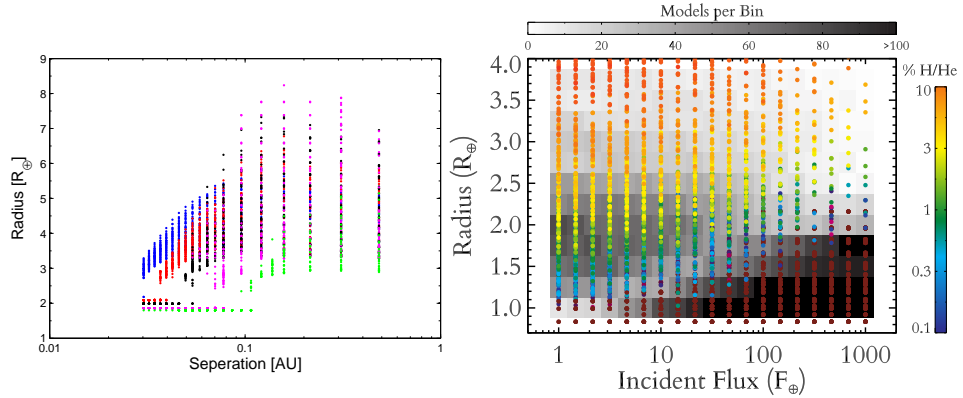 Models per Bin
0 20 40 60 80 >100
9
8
7
6
5
4
3
2
1
Radius [R⊕]
0.01 0.1 1
Seperation [AU]
4.0
3.5
3.0
2.5
2.0
1.5
1.0
Radius (R⊕)
1 10 100 1000
Incident Flux (F⊕)
% H/He
10
3
1
0.3
0.1